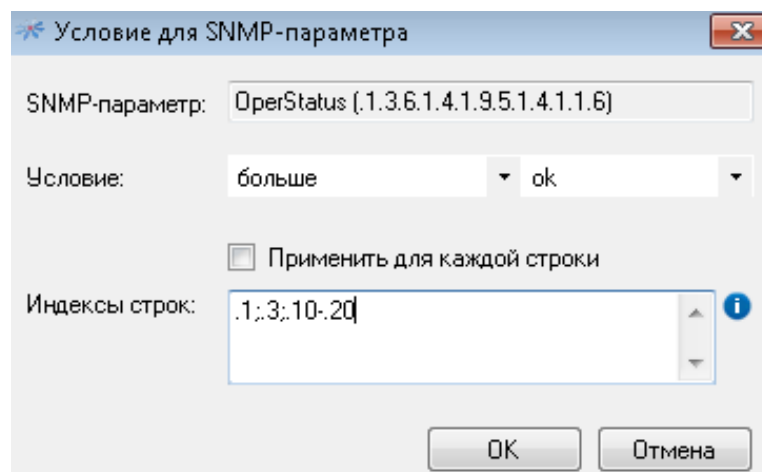 Условие для SNMP-параметра
SNMP-параметр: OperStatus (.1.3.6.1.4.1.9.5.1.4.1.1.6)
Условие: больше ok
Применить для каждой строки
Индексы строк: .1;.3;.10-.20
OK Отмена